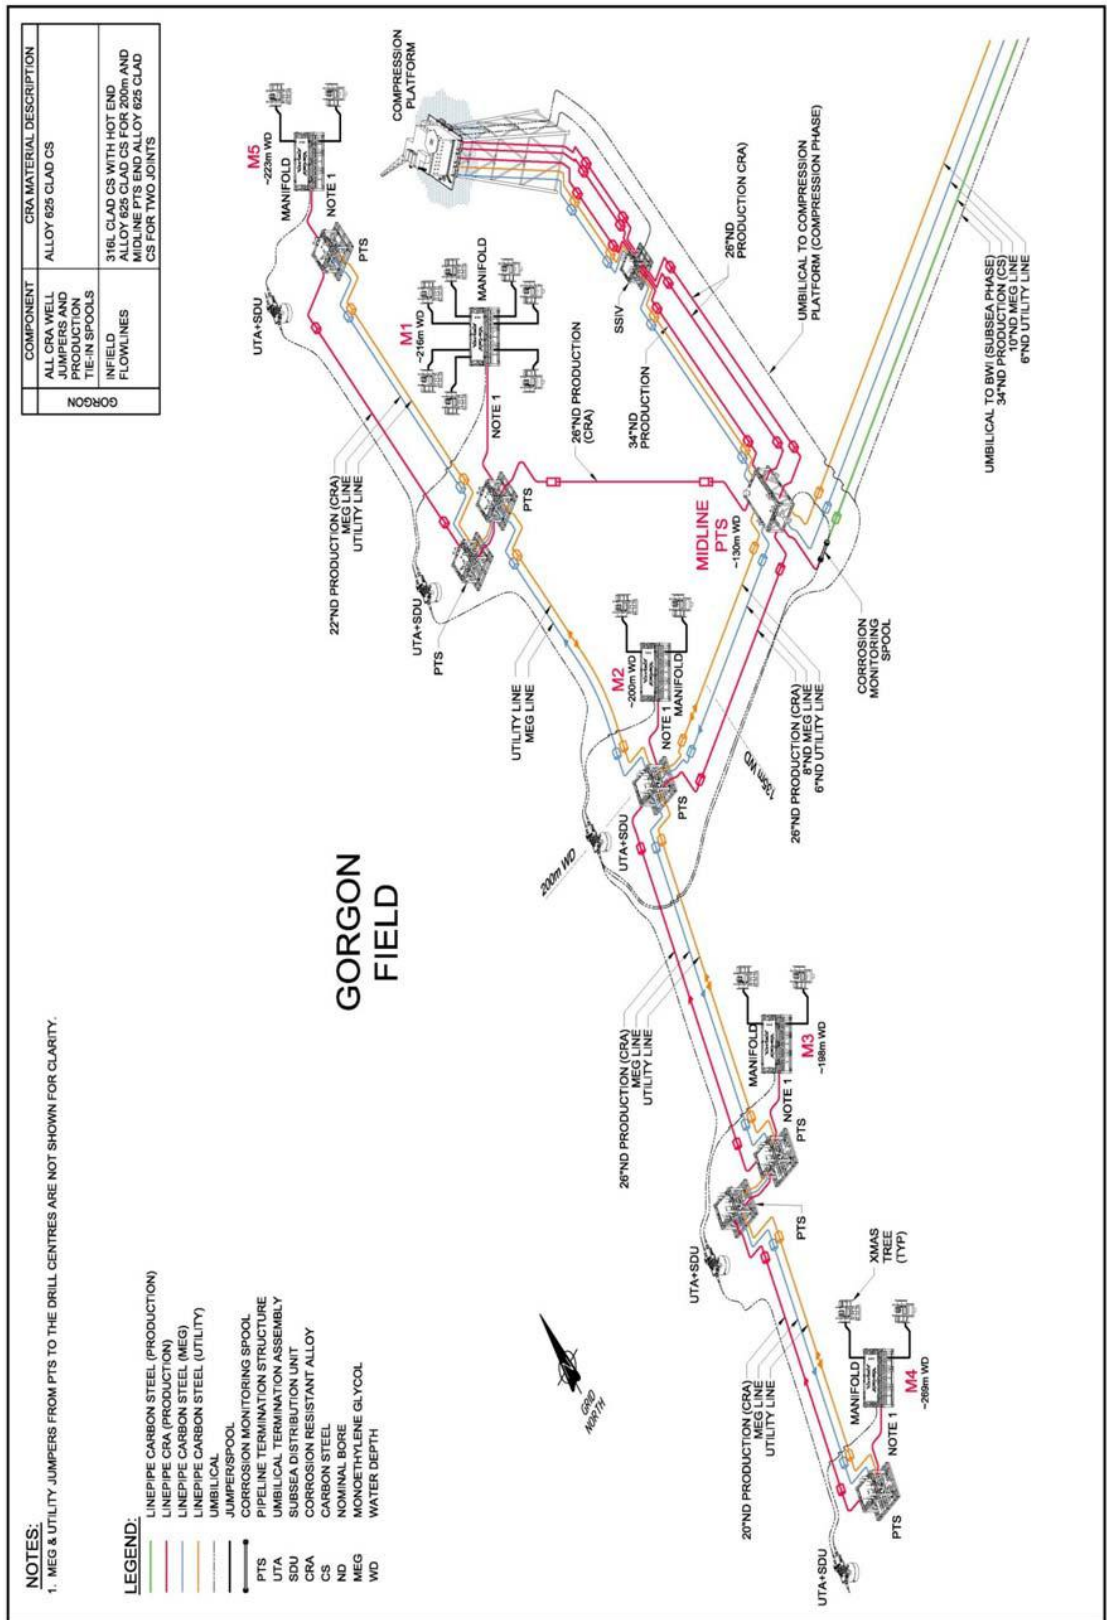 NOTES:
1. MEG & UTILITY JUMPERS FROM PTS TO THE DRILL CENTRES ARE NOT SHOWN FOR CLARITY.
LEGEND:
LINEPIPE CARBON STEEL (PRODUCTION)
LINEPIPE CRA (PRODUCTION)
LINEPIPE CARBON STEEL (MEG)
LINEPIPE CARBON STEEL (UTILITY)
UMBILICAL
JUMPER/SPOOL
CORROSION MONITORING SPOOL
PTS PIPELINE TERMINATION STRUCTURE
UTA UMBILICAL TERMINATION ASSEMBLY
SDU SUBSEA DISTRIBUTION UNIT
CRA CORROSION RESISTANT ALLOY
CS CARBON STEEL
ND NOMINAL BORE
MEG MONOETHYLENE GLYCOL
WD WATER DEPTH
COMPONENT CRA MATERIAL DESCRIPTION
GORGON
ALL CRA WELL
JUMPERS AND
PRODUCTION
TIE-IN SPOOLS
ALLOY 625 CLAD CS
INFIELD
FLOWLINES
316L CLAD CS WITH HOT END
ALLOY 625 CLAD CS FOR 200m AND
MIDLINE PTS END ALLOY 625 CLAD
CS FOR TWO JOINTS
GORGON
FIELD
GRID
NORTH
M5
~223m WD
MANIFOLD
NOTE 1
PTS
UTA+SDU
22"ND PRODUCTION (CRA)
MEG LINE
UTILITY LINE
COMPRESSION
PLATFORM
M1
~216m WD
MANIFOLD
NOTE 1
PTS
UTA+SDU
PTS
26"ND PRODUCTION
(CRA)
34"ND
PRODUCTION
SSIV
26"ND
PRODUCTION CRA)
UMBILICAL TO COMPRESSION
PLATFORM (COMPRESSION PHASE)
UTILITY LINE
MEG LINE
MIDLINE
PTS
~130m WD
M2
~200m WD
MANIFOLD
NOTE 1
PTS
UTA+SDU
200m WD
135m WD
26"ND PRODUCTION (CRA)
8"ND MEG LINE
6"ND UTILITY LINE
CORROSION
MONITORING
SPOOL
UMBILICAL TO BWI (SUBSEA PHASE)
34"ND PRODUCTION (CS)
10"ND MEG LINE
6"ND UTILITY LINE
26"ND PRODUCTION (CRA)
MEG LINE
UTILITY LINE
MANIFOLD
M3
~198m WD
NOTE 1
PTS
PTS
UTA+SDU
20"ND PRODUCTION (CRA)
MEG LINE
UTILITY LINE
XMAS
TREE
(TYP)
MANIFOLD
M4
~269m WD
NOTE 1
PTS
UTA+SDU